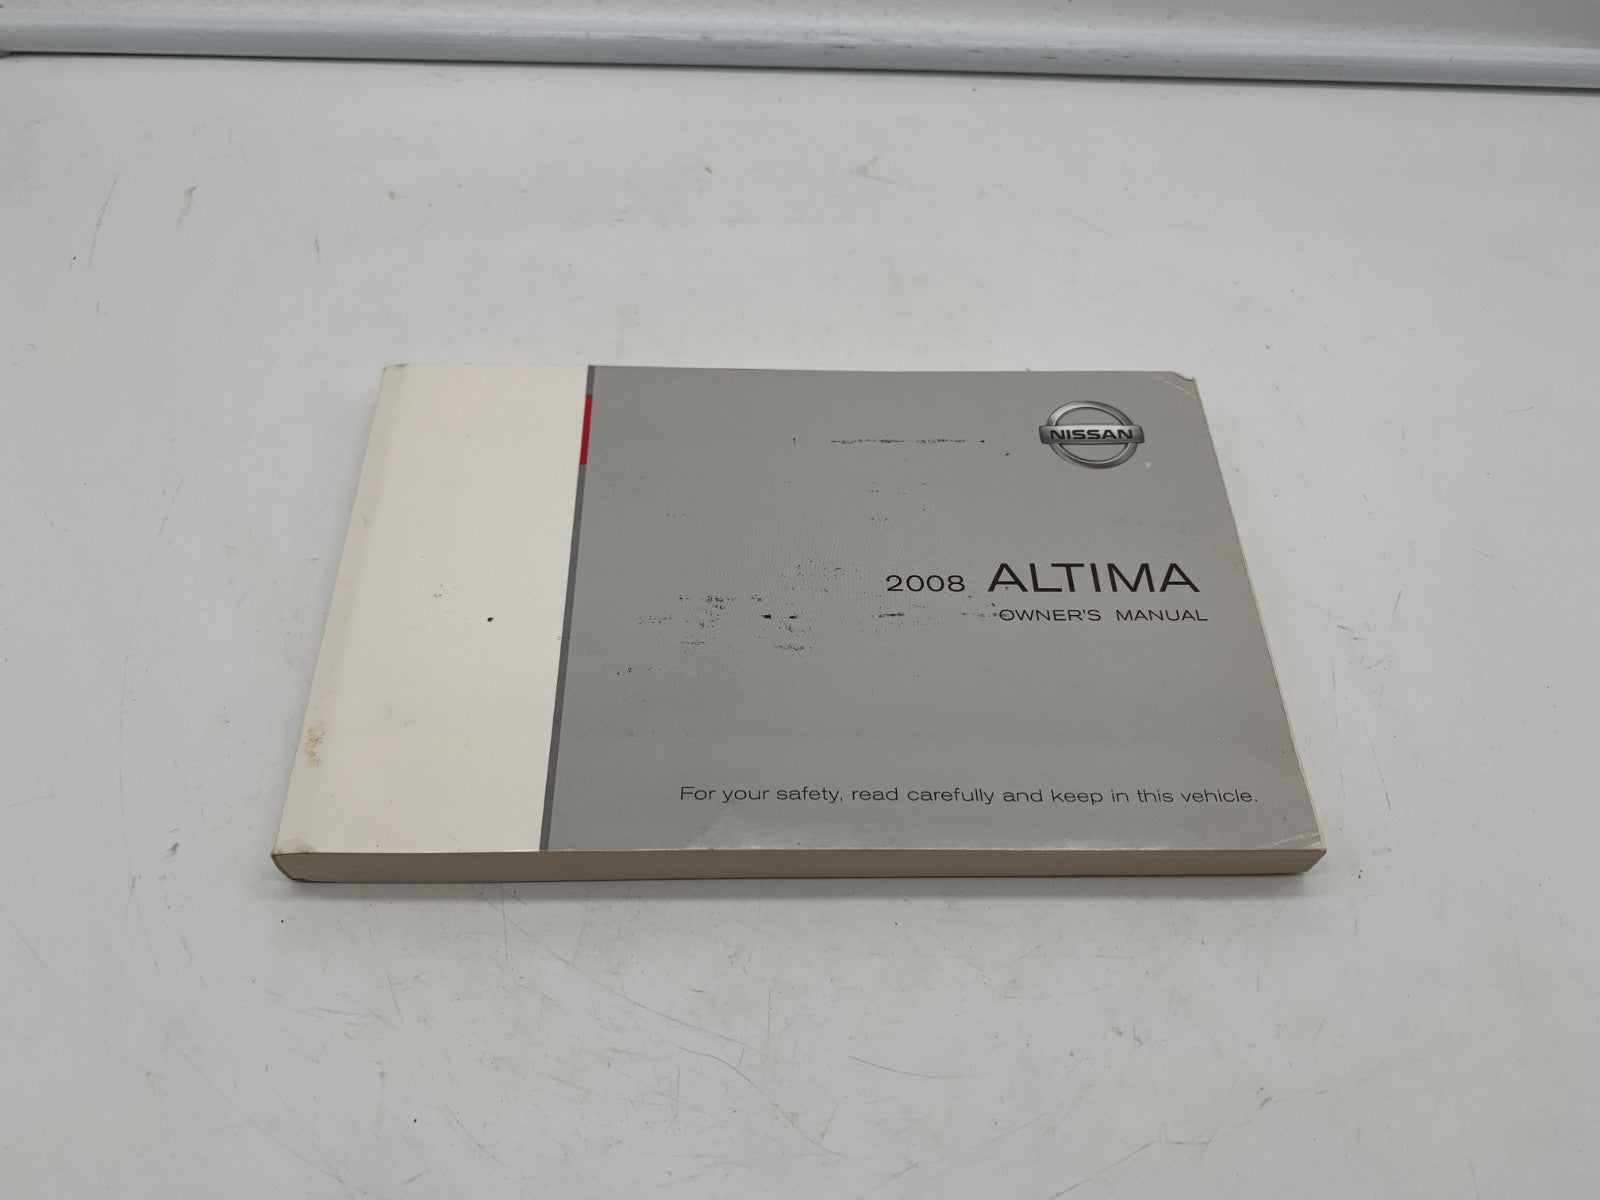 NISSAN
2008 ALTIMA
OWNER'S MANUAL
For your safety, read carefully and keep in this vehicle.